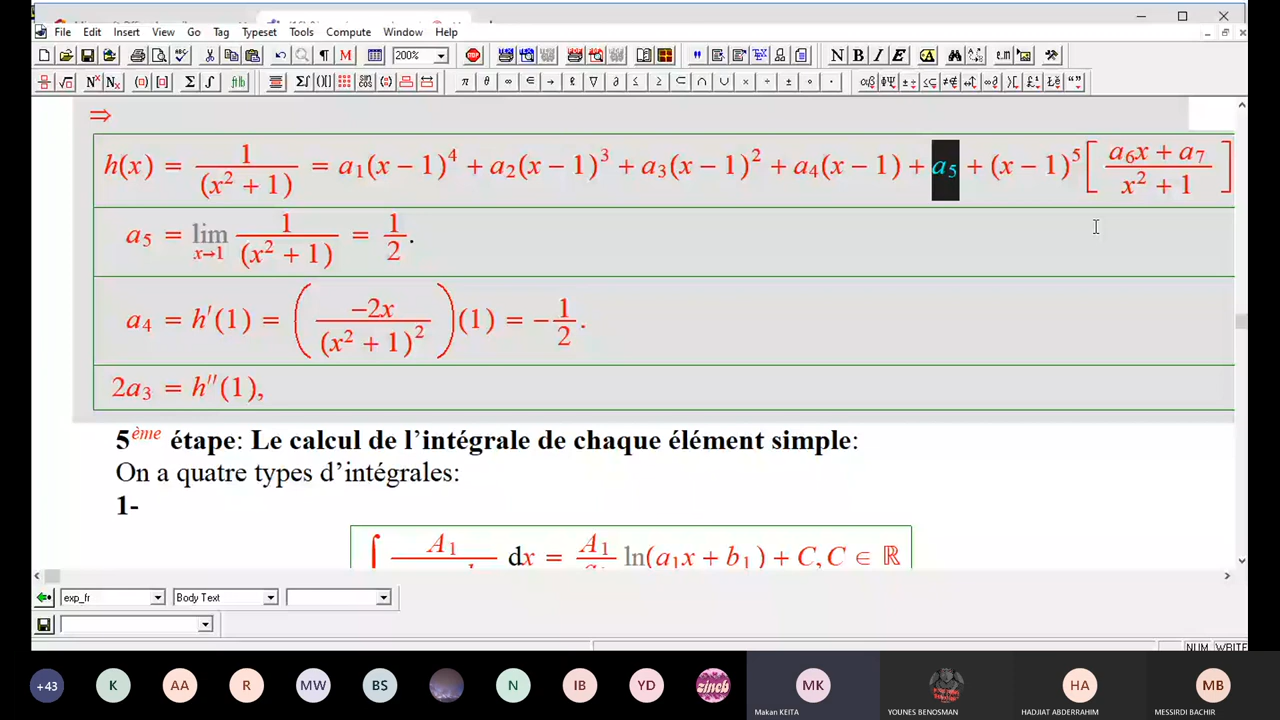 File Edit Insert View Go Tag Typeset Tools Compute Window Help
200%
⇒
h(x) = 1/(x² + 1) = a₁(x − 1)⁴ + a₂(x − 1)³ + a₃(x − 1)² + a₄(x − 1) + a₅ + (x − 1)⁵[ (a₆x + a₇)/(x² + 1) ]
a₅ = lim x→1 1/(x² + 1) = 1/2.
a₄ = h′(1) = ( −2x/(x² + 1)² )(1) = −1/2.
2a₃ = h″(1),
5ème étape: Le calcul de l’intégrale de chaque élément simple:
On a quatre types d’intégrales:
1-
∫ A₁ dx = A₁ ln(a₁x + b₁) + C, C ∈ ℝ
exp_fr Body Text
NUM WRITE
+43 K AA R MW BS N IB YD zineb MK HA MB
Makan KEITA YOUNES BENOSMAN HADJIAT ABDERRAHIM MESSIRDI BACHIR